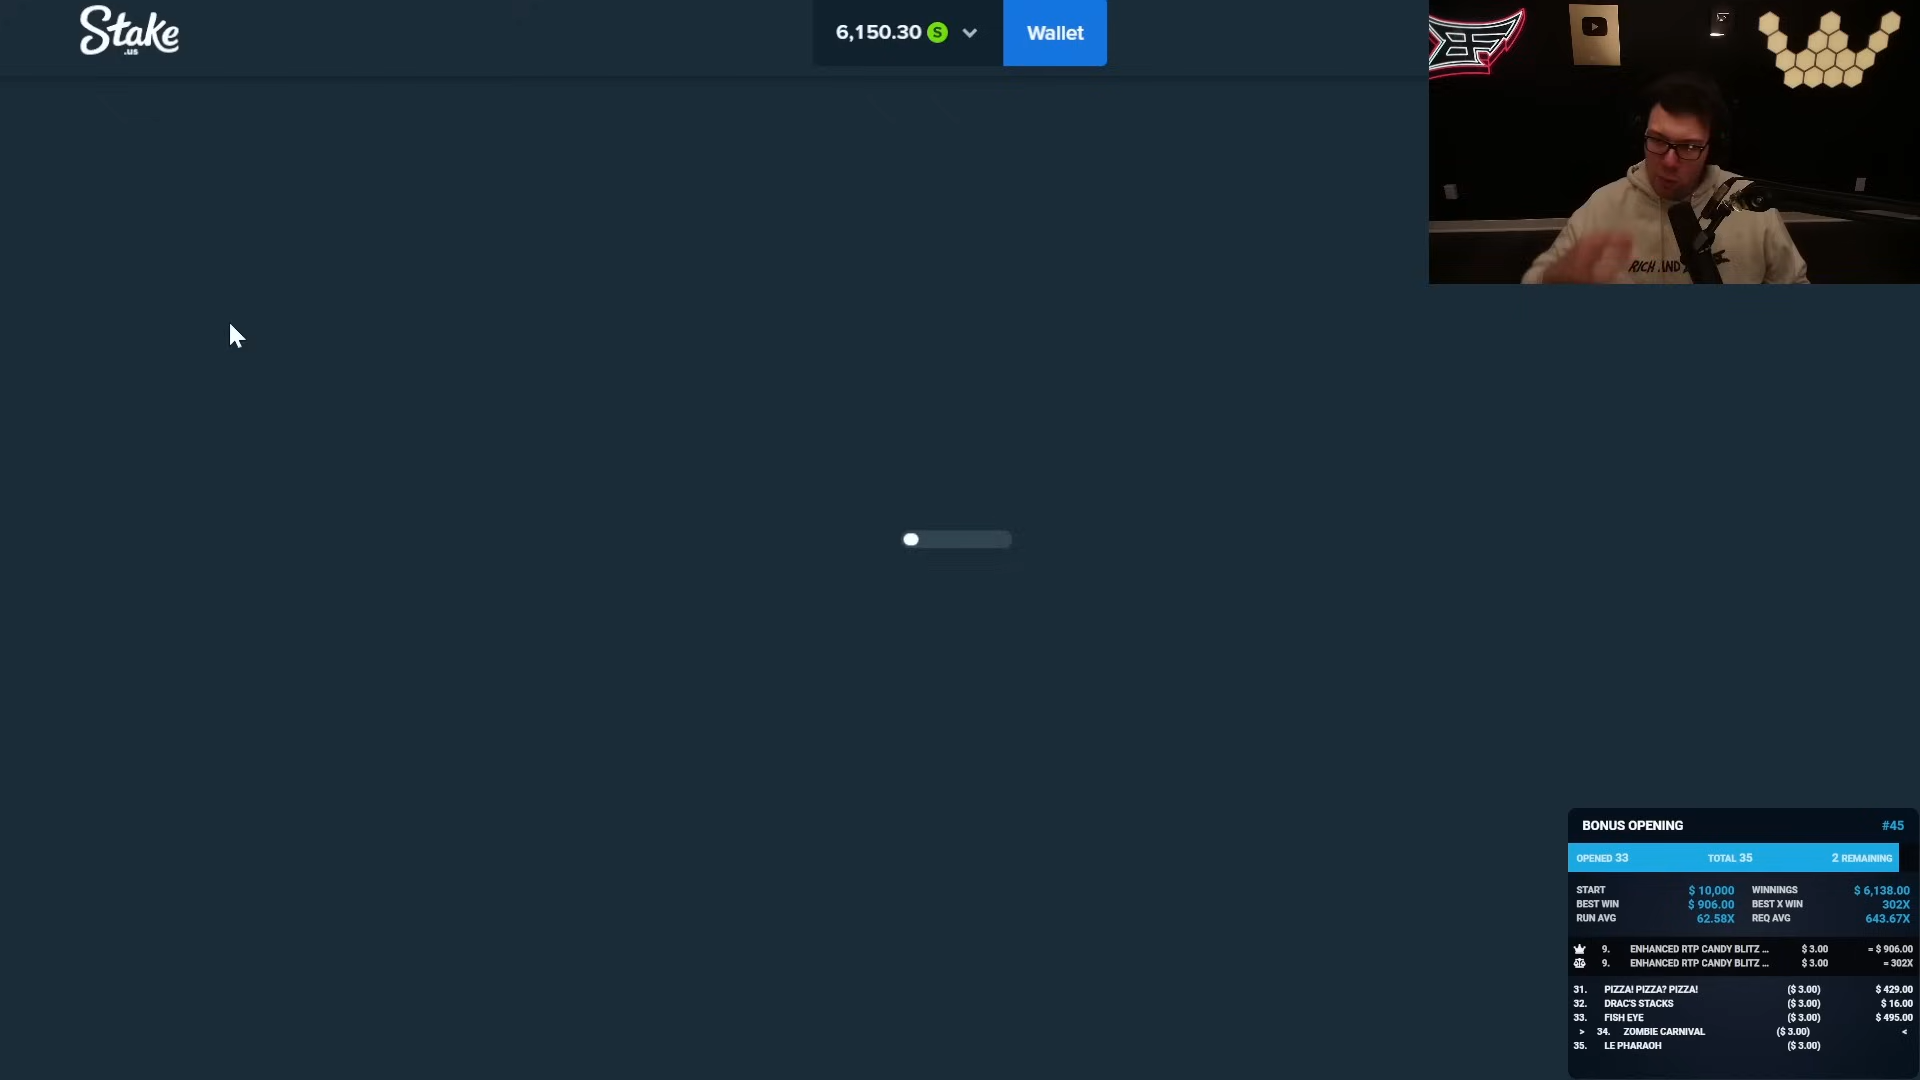 Stake
.us
6,150.30 S
Wallet
RICH AND
BONUS OPENING #45
OPENED 33 TOTAL 35 2 REMAINING
START $ 10,000 WINNINGS $ 6,138.00
BEST WIN $ 906.00 BEST X WIN 302X
RUN AVG 62.58X REQ AVG 643.67X
9. ENHANCED RTP CANDY BLITZ ... $ 3.00 = $ 906.00
9. ENHANCED RTP CANDY BLITZ ... $ 3.00 = 302X
31. PIZZA! PIZZA? PIZZA! ($ 3.00) $ 429.00
32. DRAC'S STACKS ($ 3.00) $ 16.00
33. FISH EYE ($ 3.00) $ 495.00
> 34. ZOMBIE CARNIVAL ($ 3.00) <
35. LE PHARAOH ($ 3.00)